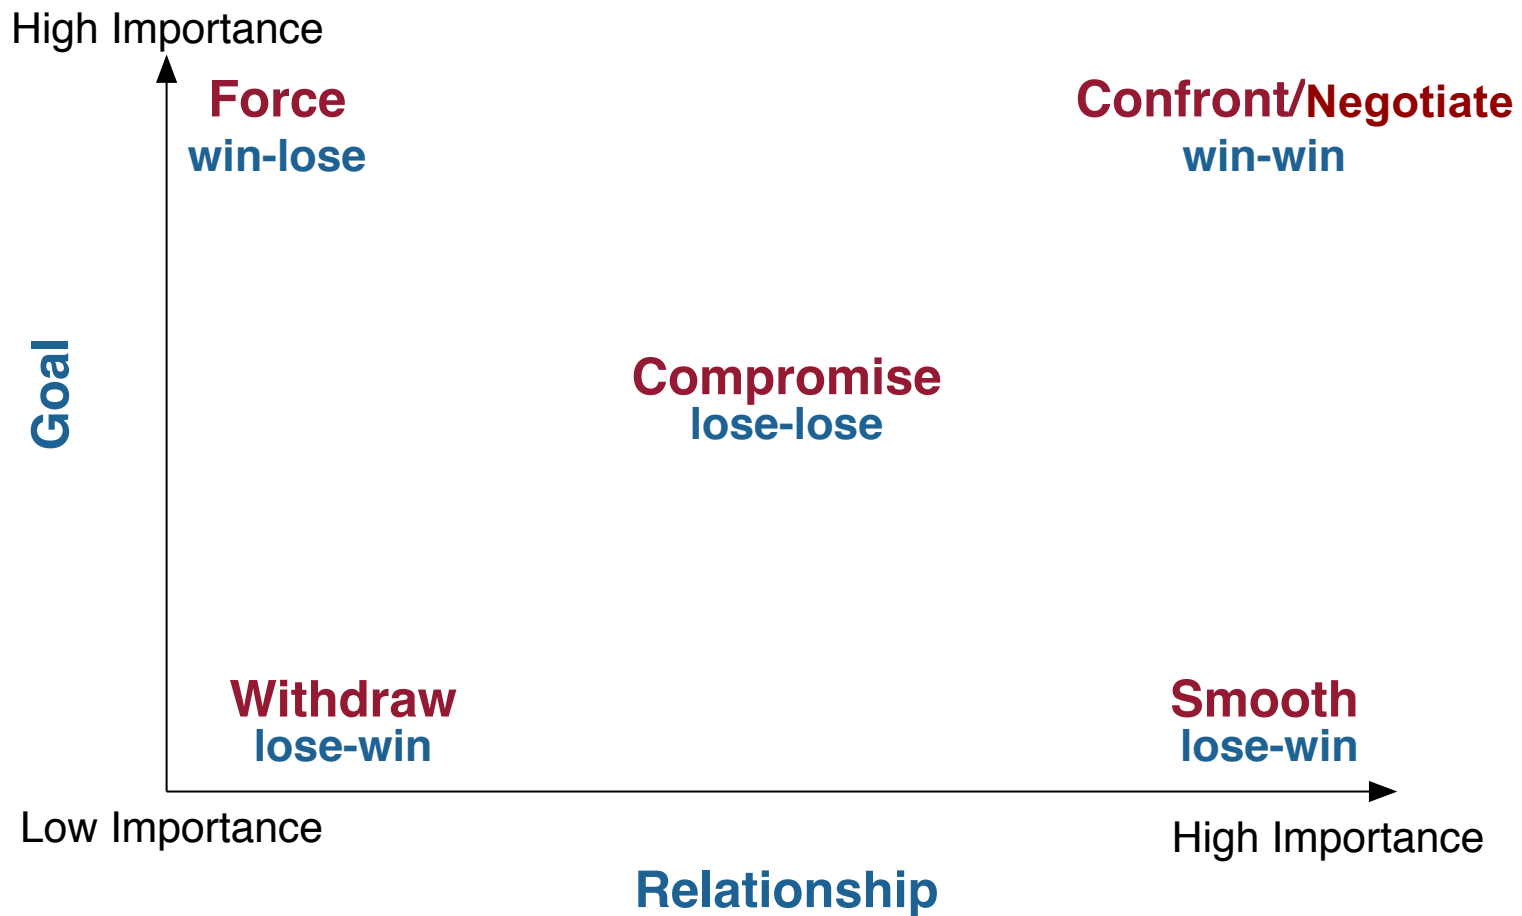 High Importance
Force
Confront/Negotiate
win-lose
win-win
Goal
Compromise
lose-lose
Withdraw
Smooth
lose-win
lose-win
Low Importance
High Importance
Relationship